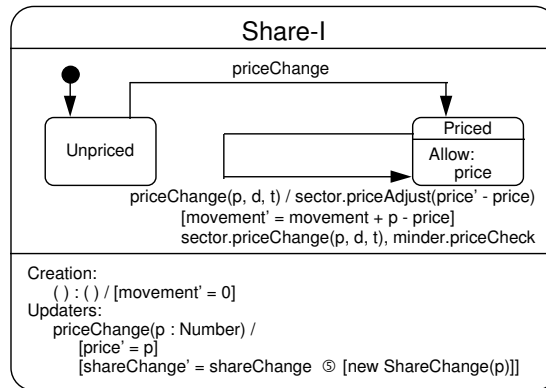 Share-I
priceChange
Unpriced
Priced
Allow:
price
priceChange(p, d, t) / sector.priceAdjust(price' - price)
[movement' = movement + p - price]
sector.priceChange(p, d, t), minder.priceCheck
Creation:
( ) : ( ) / [movement' = 0]
Updaters:
priceChange(p : Number) /
[price' = p]
[shareChange' = shareChange Ⓢ [new ShareChange(p)]]